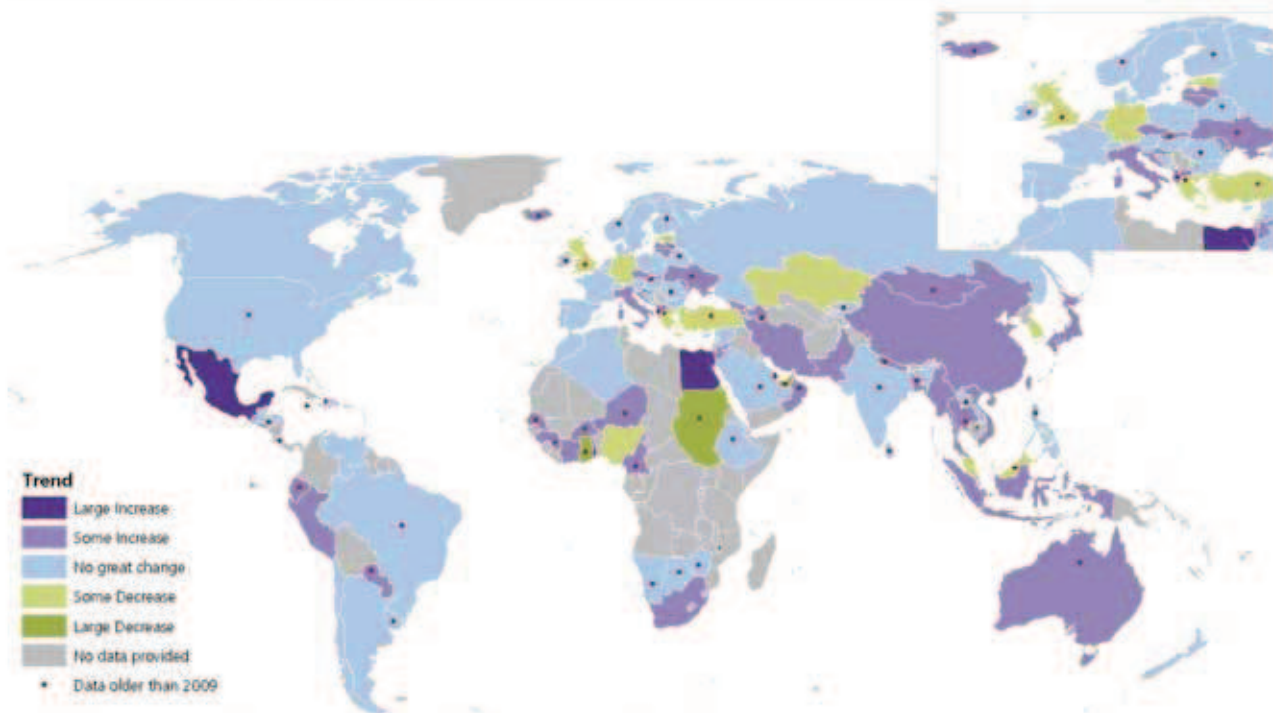 Trend
Large Increase
Some Increase
No great change
Some Decrease
Large Decrease
No data provided
Data older than 2009